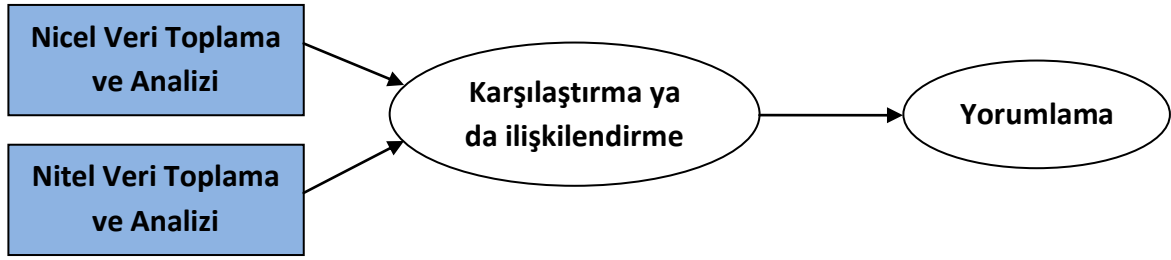 Nicel Veri Toplama
ve Analizi
Nitel Veri Toplama
ve Analizi
Karşılaştırma ya
da ilişkilendirme
Yorumlama